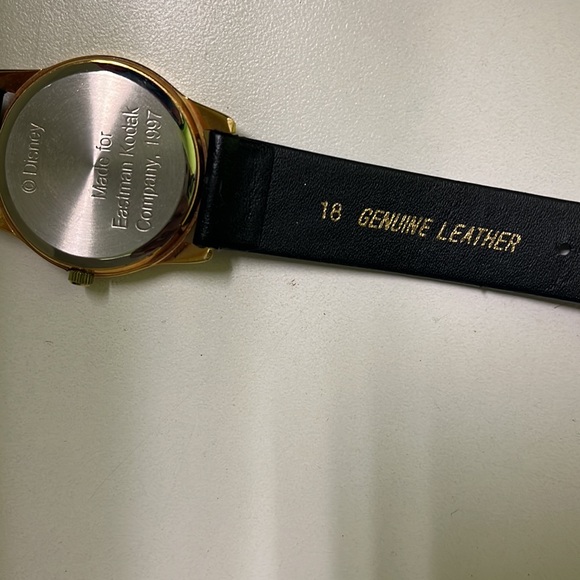 © Disney
Made for
Eastman Kodak
Company, 1997
18 GENUINE LEATHER